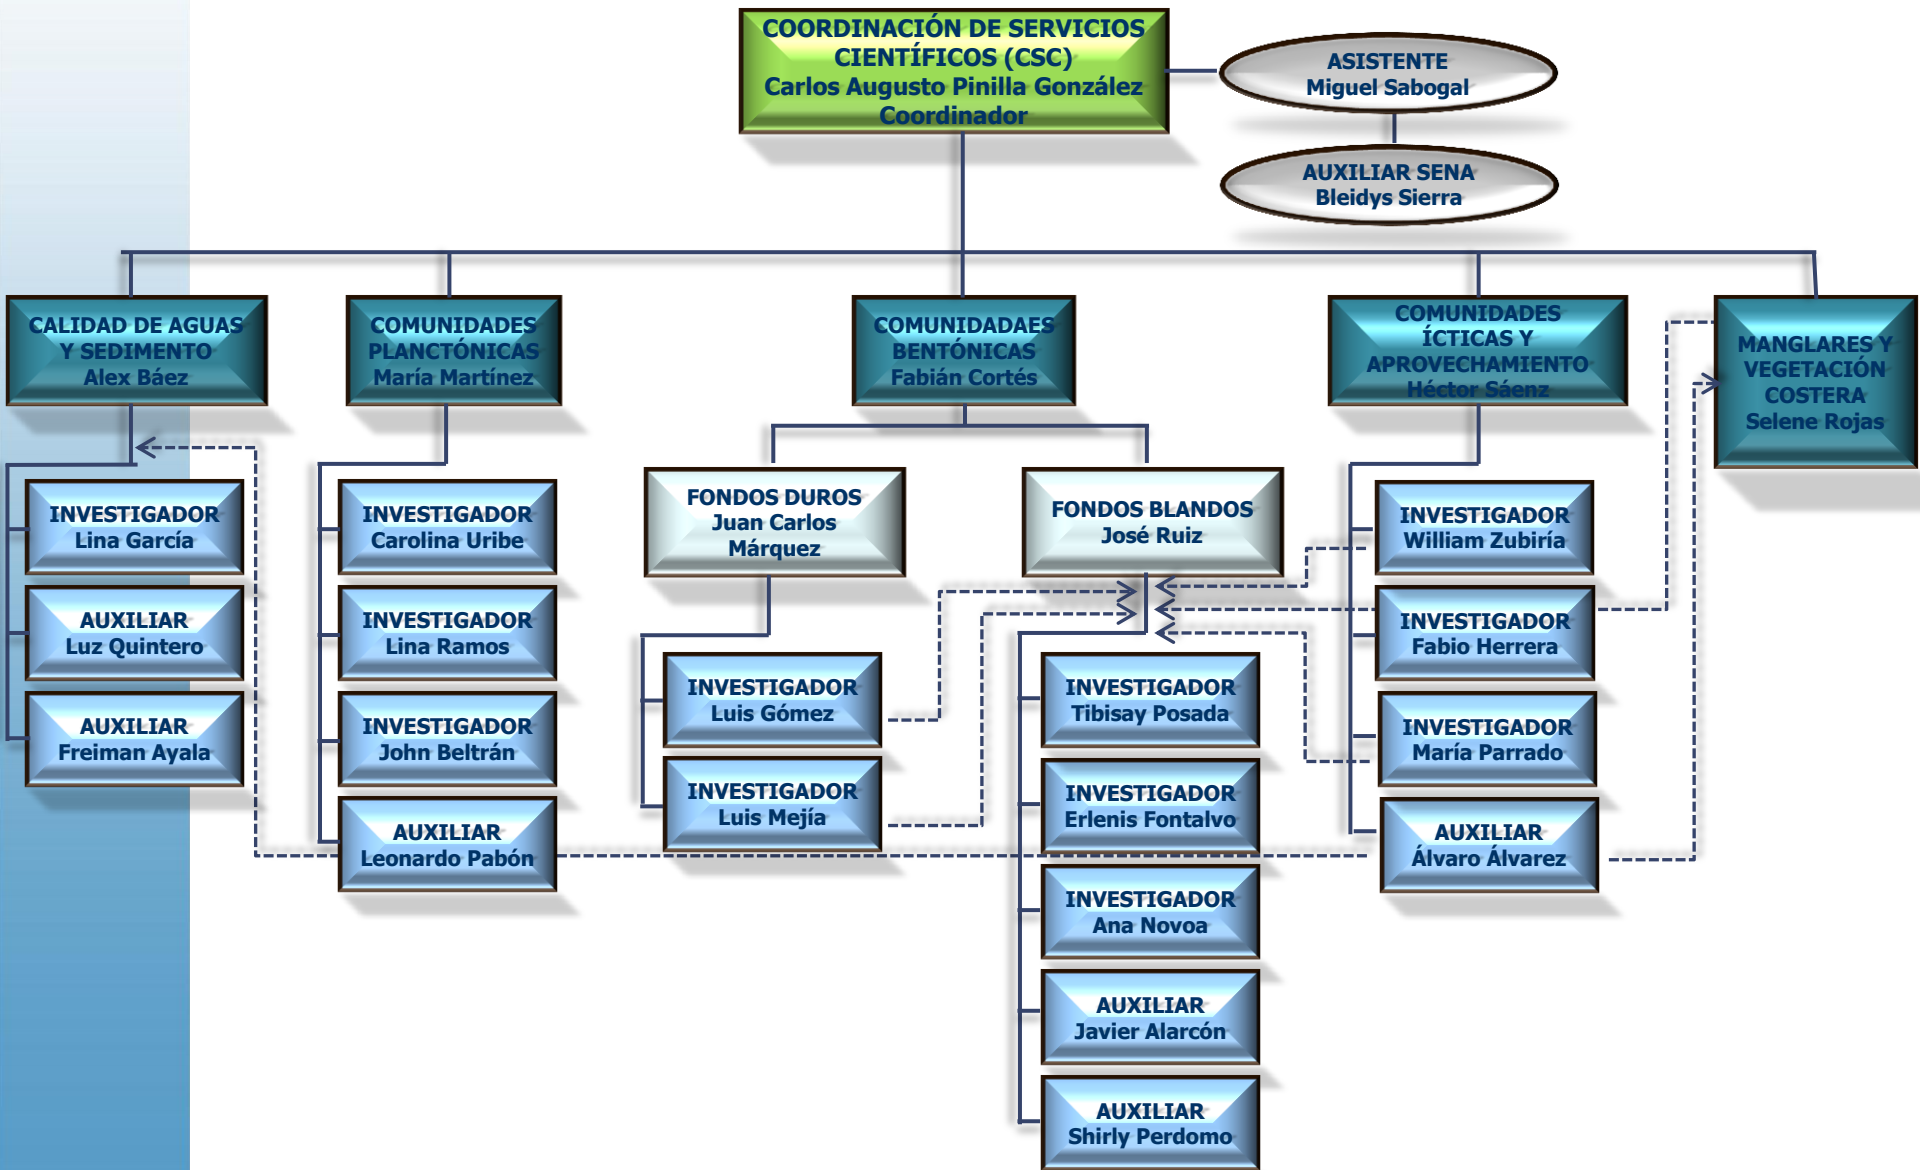 COORDINACIÓN DE SERVICIOS
CIENTÍFICOS (CSC)
Carlos Augusto Pinilla González
Coordinador
ASISTENTE
Miguel Sabogal
AUXILIAR SENA
Bleidys Sierra
CALIDAD DE AGUAS
Y SEDIMENTO
Alex Báez
COMUNIDADES
PLANCTÓNICAS
María Martínez
COMUNIDADAES
BENTÓNICAS
Fabián Cortés
COMUNIDADES
ÍCTICAS Y
APROVECHAMIENTO
Héctor Sáenz
MANGLARES Y
VEGETACIÓN
COSTERA
Selene Rojas
INVESTIGADOR
Lina García
AUXILIAR
Luz Quintero
AUXILIAR
Freiman Ayala
INVESTIGADOR
Carolina Uribe
INVESTIGADOR
Lina Ramos
INVESTIGADOR
John Beltrán
AUXILIAR
Leonardo Pabón
FONDOS DUROS
Juan Carlos
Márquez
INVESTIGADOR
Luis Gómez
INVESTIGADOR
Luis Mejía
FONDOS BLANDOS
José Ruiz
INVESTIGADOR
Tibisay Posada
INVESTIGADOR
Erlenis Fontalvo
INVESTIGADOR
Ana Novoa
AUXILIAR
Javier Alarcón
AUXILIAR
Shirly Perdomo
INVESTIGADOR
William Zubiría
INVESTIGADOR
Fabio Herrera
INVESTIGADOR
María Parrado
AUXILIAR
Álvaro Álvarez